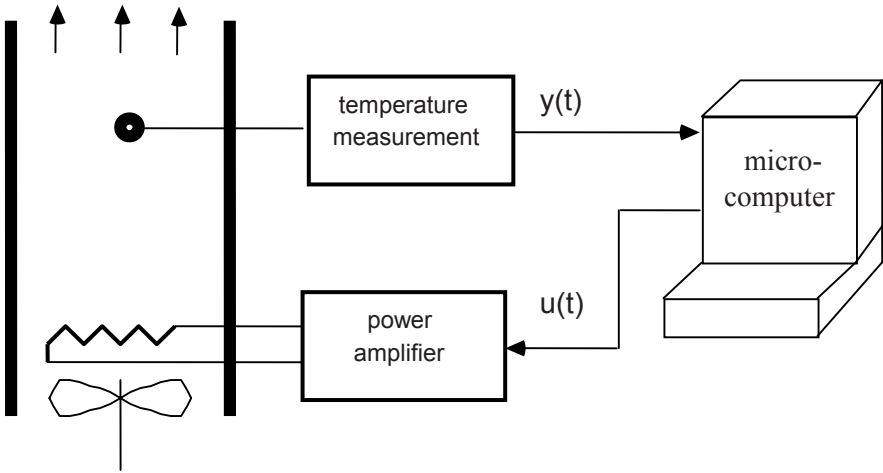 temperature
measurement
y(t)
micro-
computer
power
amplifier
u(t)